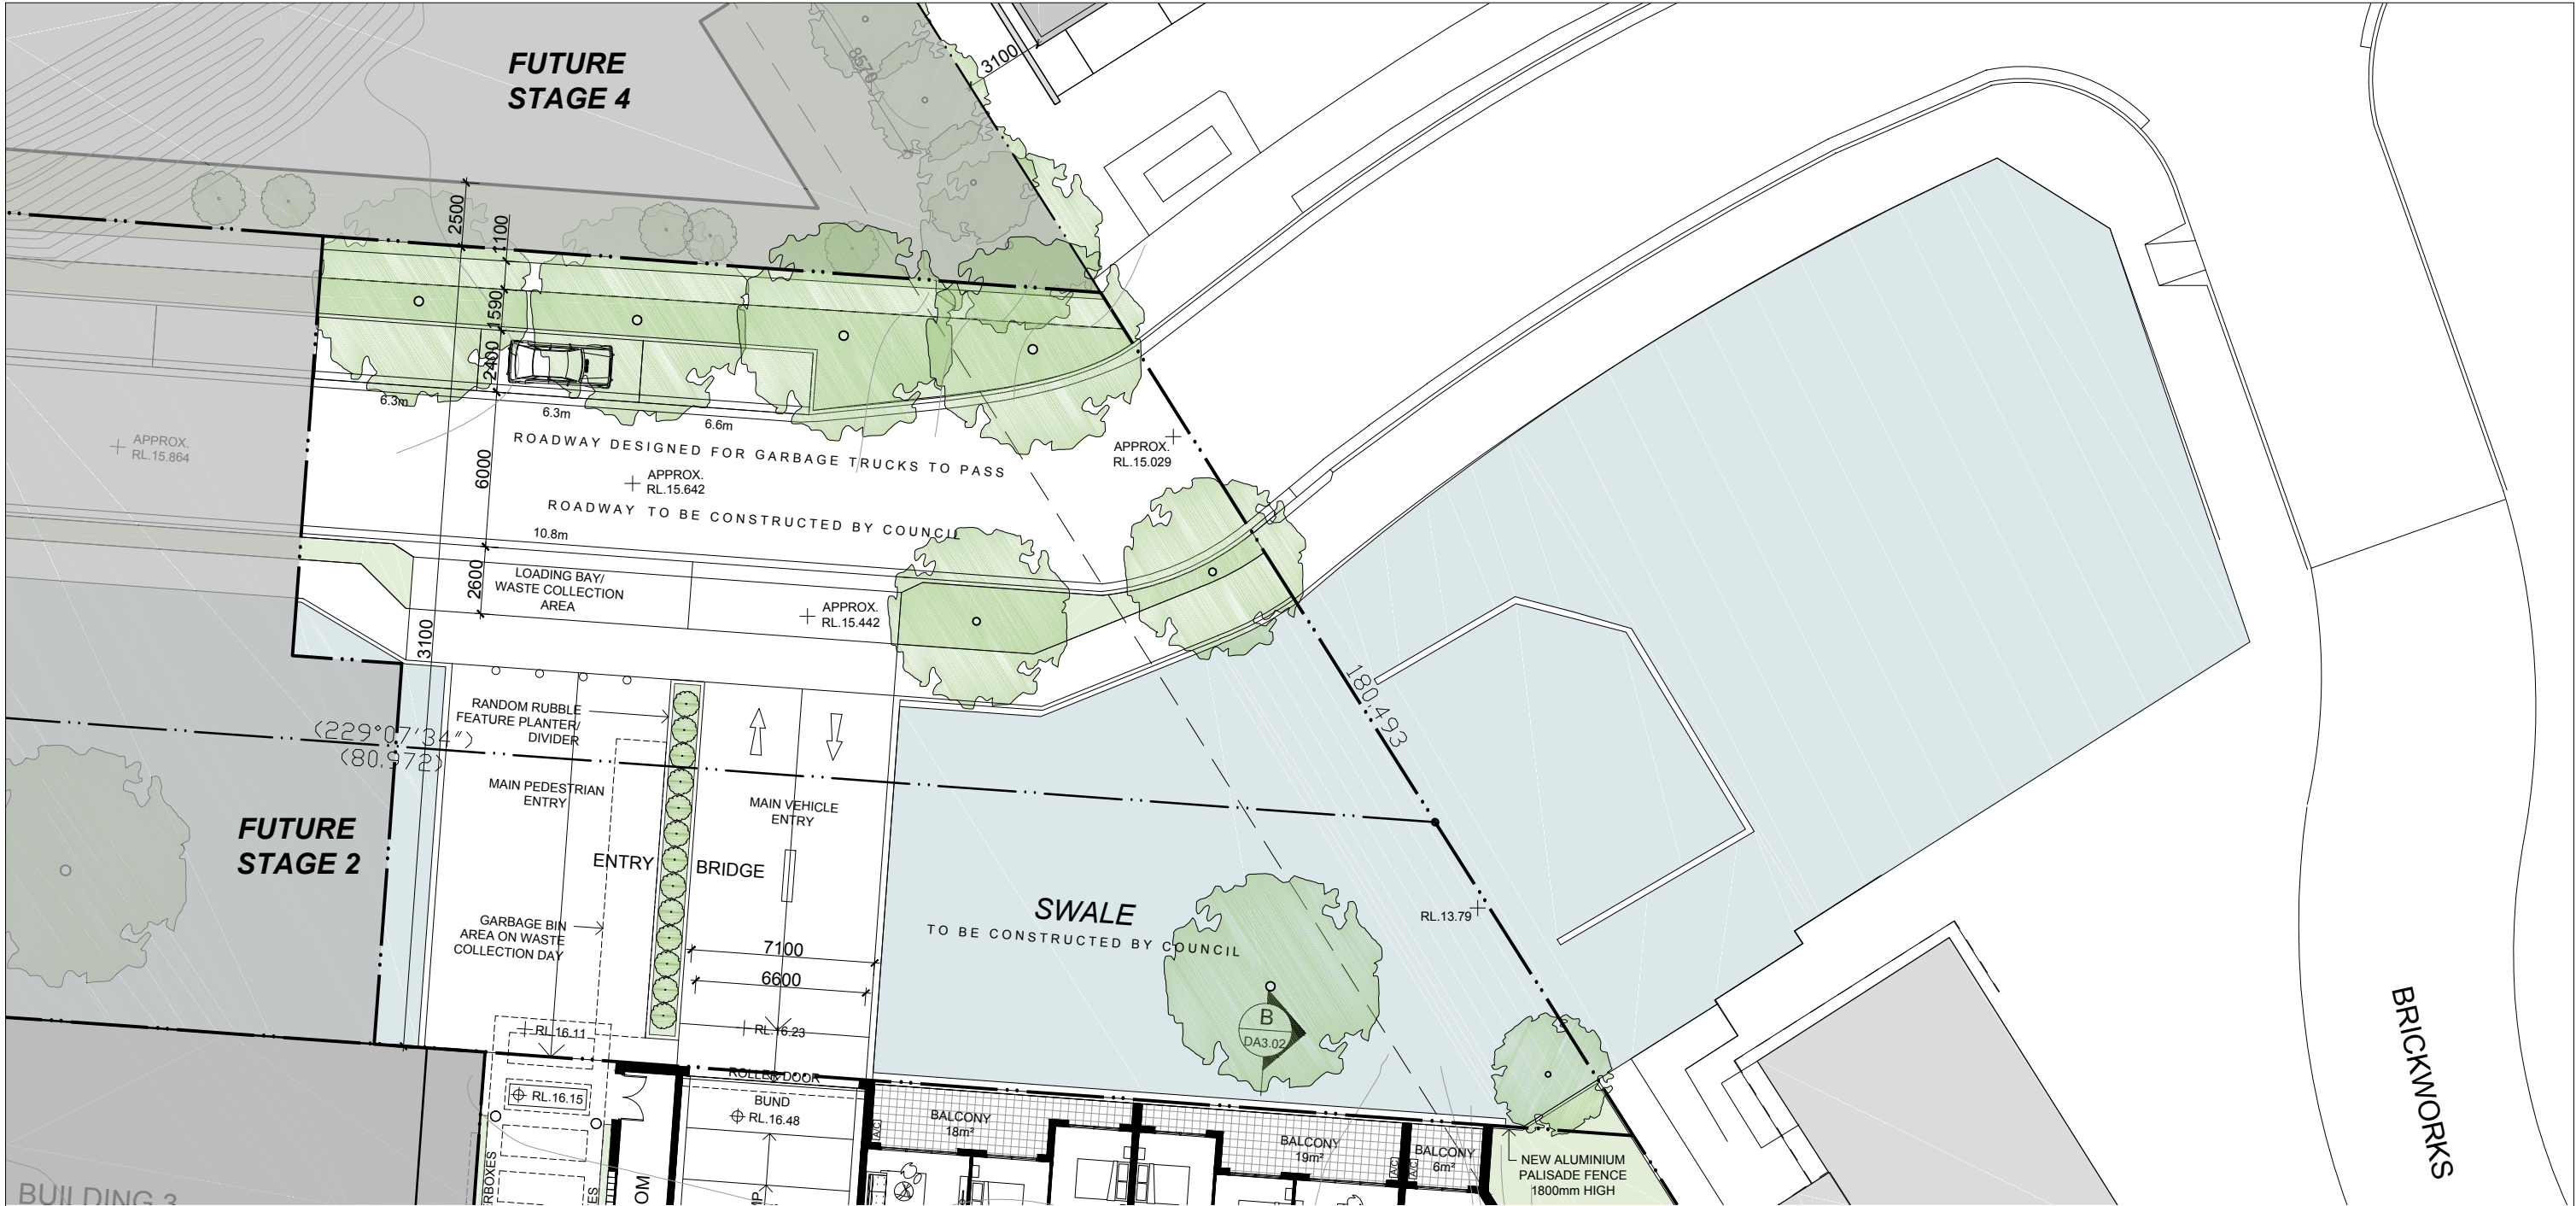 FUTURE
STAGE 4
8570
3100
2500
1100
1590
2400
6.3m
6.3m
6.6m
ROADWAY DESIGNED FOR GARBAGE TRUCKS TO PASS
APPROX.
RL.15.864
APPROX.
RL.15.029
6000
APPROX.
RL.15.642
ROADWAY TO BE CONSTRUCTED BY COUNCIL
10.8m
2600
LOADING BAY/
WASTE COLLECTION
AREA
APPROX.
RL.15.442
3100
180.493
RANDOM RUBBLE
FEATURE PLANTER/
DIVIDER
(229°07'34")
(80.972)
MAIN PEDESTRIAN
ENTRY
MAIN VEHICLE
ENTRY
FUTURE
STAGE 2
ENTRY BRIDGE
SWALE
TO BE CONSTRUCTED BY COUNCIL
RL.13.79
GARBAGE BIN
AREA ON WASTE
COLLECTION DAY
7100
6600
B
DA3.02
RL.16.11
RL.16.23
ROLLER DOOR
RL.16.15
BUND
RL.16.48
BALCONY
18m²
BALCONY
19m²
BALCONY
6m²
A/C
A/C
A/C
NEW ALUMINIUM
PALISADE FENCE
1800mm HIGH
BRICKWORKS
BUILDING 3
RBOXES
ES
OM